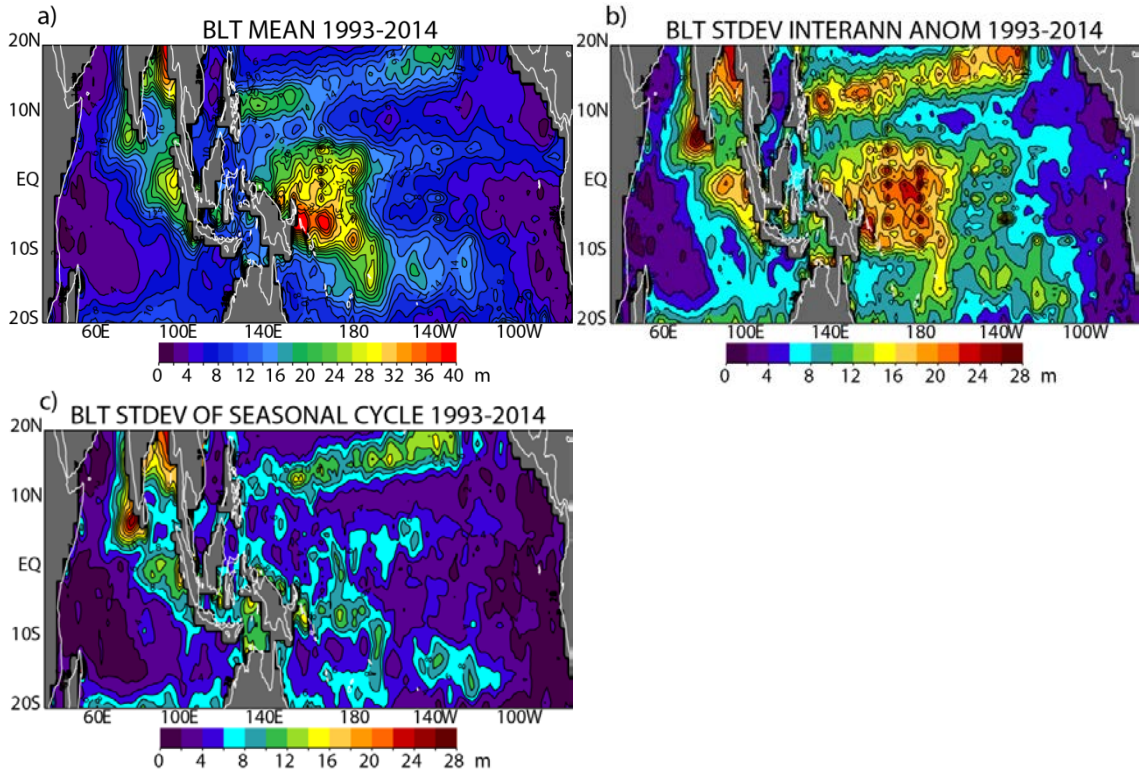 a)
BLT MEAN 1993-2014
20N
10N
EQ
10S
20S
60E 100E 140E 180 140W 100W
0 4 8 12 16 20 24 28 32 36 40 m
b)
BLT STDEV INTERANN ANOM 1993-2014
20N
10N
EQ
10S
20S
60E 100E 140E 180 140W 100W
0 4 8 12 16 20 24 28 m
c)
BLT STDEV OF SEASONAL CYCLE 1993-2014
20N
10N
EQ
10S
20S
60E 100E 140E 180 140W 100W
0 4 8 12 16 20 24 28 m